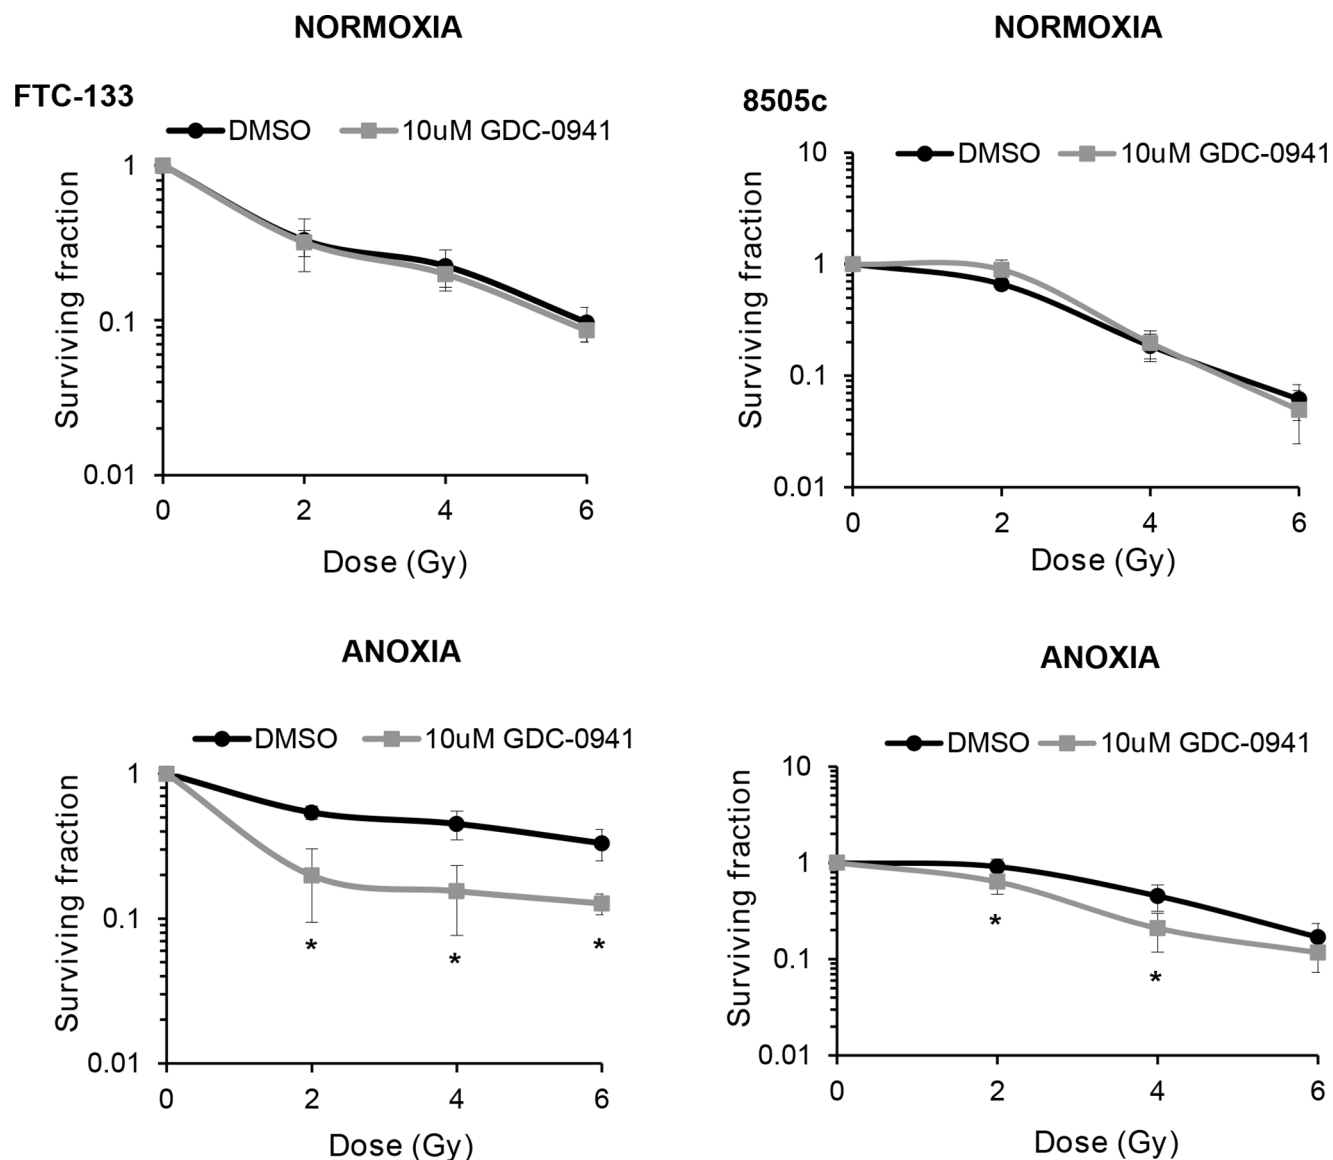 NORMOXIA
FTC-133
DMSO 10uM GDC-0941
1
0.1
0.01
Surviving fraction
0 2 4 6
Dose (Gy)
NORMOXIA
8505c
DMSO 10uM GDC-0941
10
1
0.1
0.01
Surviving fraction
0 2 4 6
Dose (Gy)
ANOXIA
DMSO 10uM GDC-0941
1
0.1
0.01
Surviving fraction
* * *
0 2 4 6
Dose (Gy)
ANOXIA
DMSO 10uM GDC-0941
10
1
0.1
0.01
Surviving fraction
* *
0 2 4 6
Dose (Gy)